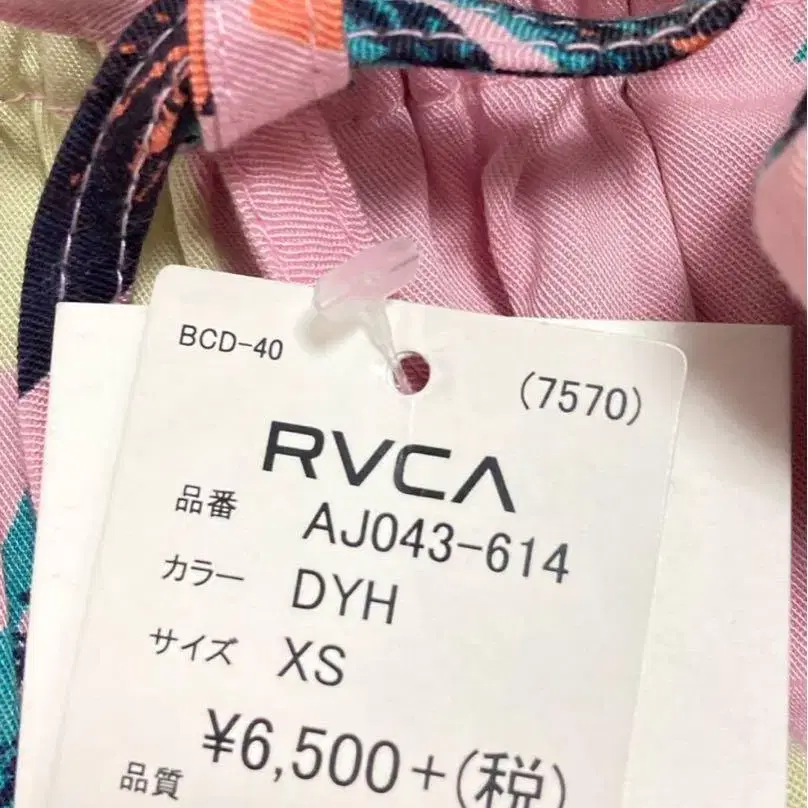 BCD-40
(7570)
RVCA
品番 AJ043-614
カラー DYH
サイズ XS
¥6,500+(税)
品質